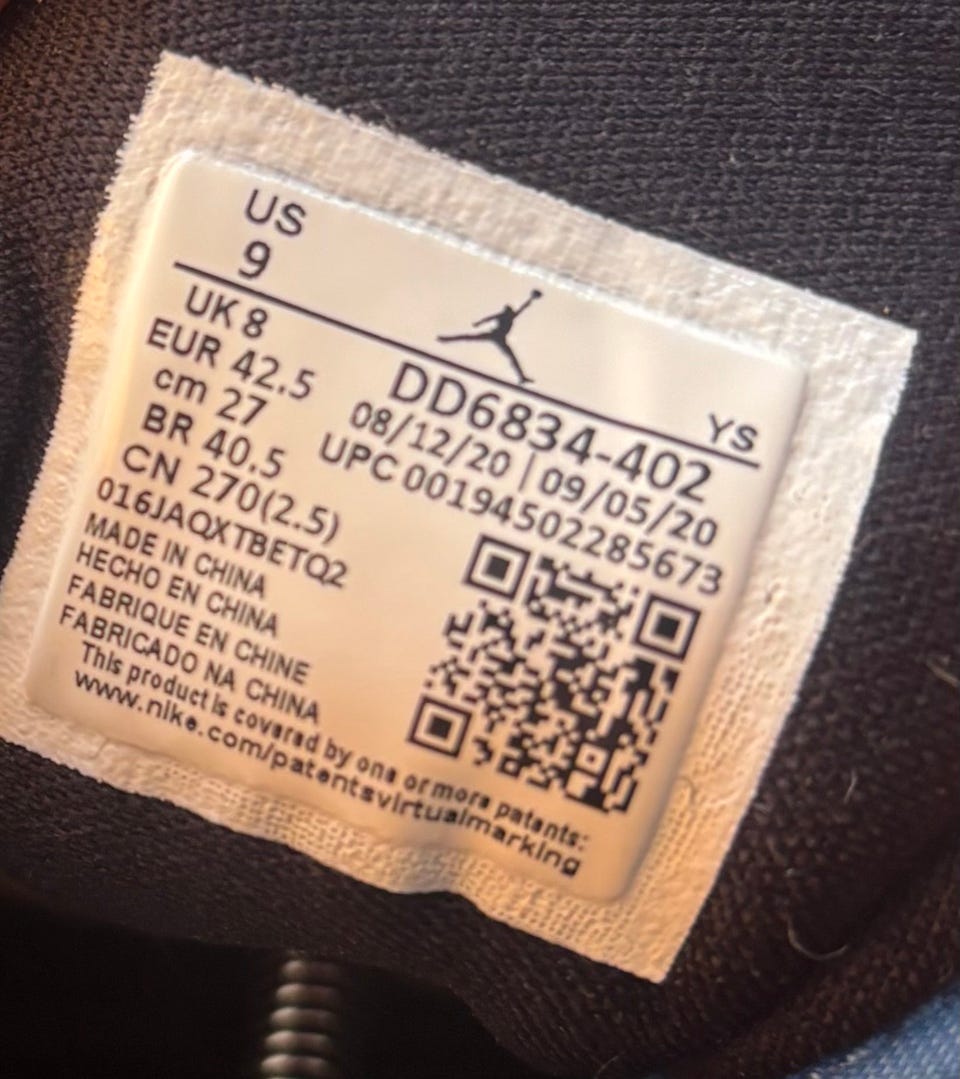 US
9
YS
UK 8
EUR 42.5
cm 27
BR 40.5
CN 270(2.5)
016JAQXTBETQ2
DD6834-402
08/12/20 | 09/05/20
UPC 00194502285673
MADE IN CHINA
HECHO EN CHINA
FABRIQUE EN CHINE
FABRICADO NA CHINA
This product is covered by one or more patents:
www.nike.com/patentsvirtualmarking